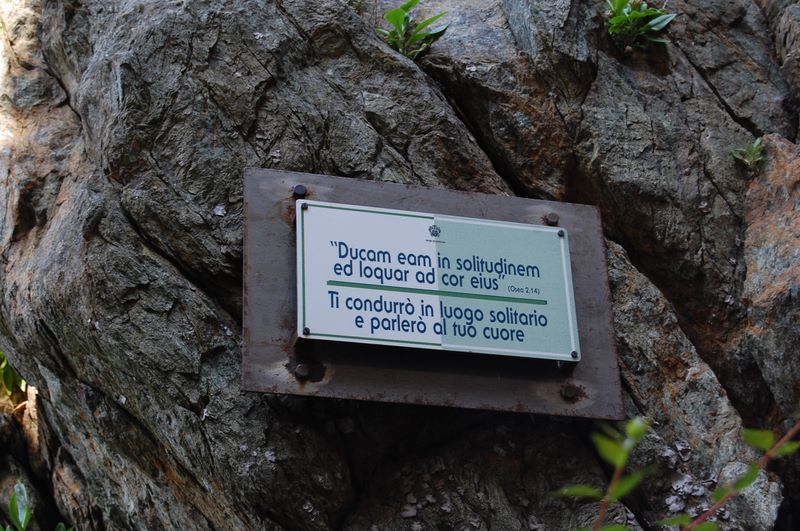 “Ducam eam in solitudinem
ed loquar ad cor eius”
(Osea 2,14)
Ti condurrò in luogo solitario
e parlerò al tuo cuore